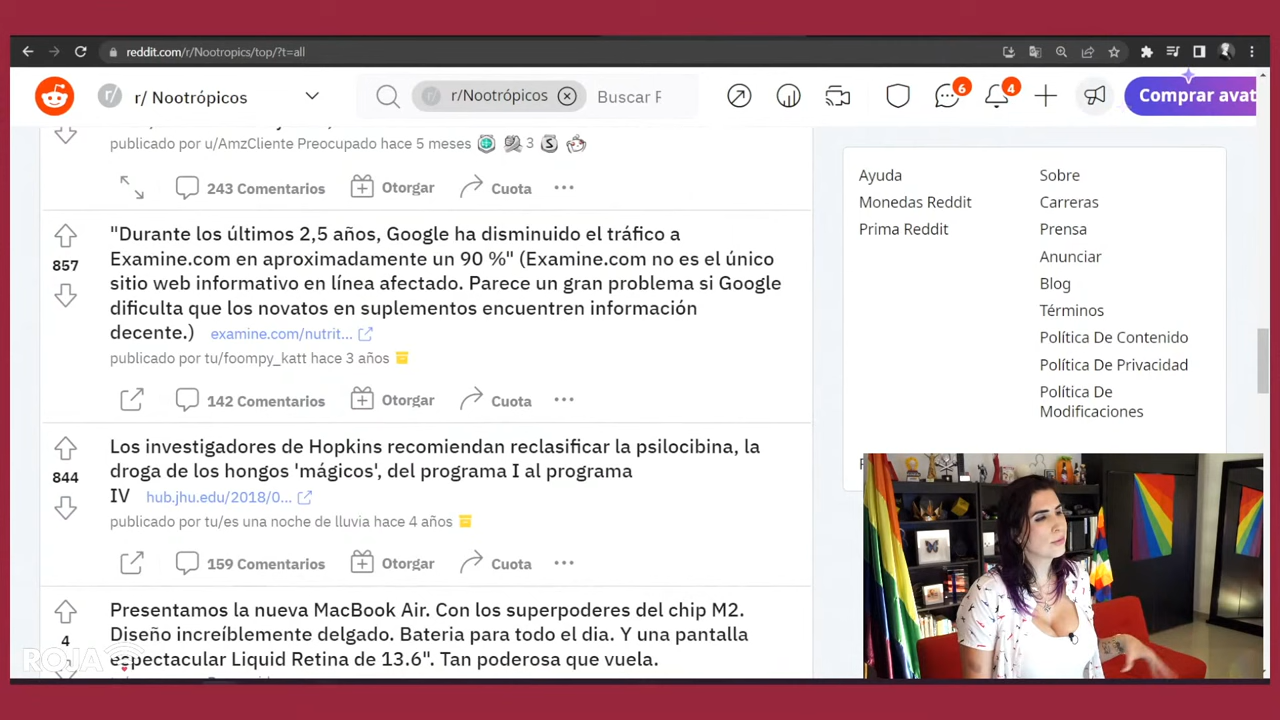 reddit.com/r/Nootropics/top/?t=all
r/ Nootrópicos
r/Nootrópicos
Buscar F
6
4
Comprar avat
publicado por u/AmzCliente Preocupado hace 5 meses
3
243 Comentarios
Otorgar
Cuota
857
"Durante los últimos 2,5 años, Google ha disminuido el tráfico a
Examine.com en aproximadamente un 90 %" (Examine.com no es el único
sitio web informativo en línea afectado. Parece un gran problema si Google
dificulta que los novatos en suplementos encuentren información
decente.) examine.com/nutrit...
publicado por tu/foompy_katt hace 3 años
142 Comentarios
Otorgar
Cuota
844
Los investigadores de Hopkins recomiendan reclasificar la psilocibina, la
droga de los hongos 'mágicos', del programa I al programa
IV hub.jhu.edu/2018/0...
publicado por tu/es una noche de lluvia hace 4 años
159 Comentarios
Otorgar
Cuota
4
Presentamos la nueva MacBook Air. Con los superpoderes del chip M2.
Diseño increíblemente delgado. Bateria para todo el dia. Y una pantalla
espectacular Liquid Retina de 13.6". Tan poderosa que vuela.
Ayuda
Monedas Reddit
Prima Reddit
Sobre
Carreras
Prensa
Anunciar
Blog
Términos
Política De Contenido
Política De Privacidad
Política De
Modificaciones
ROJA